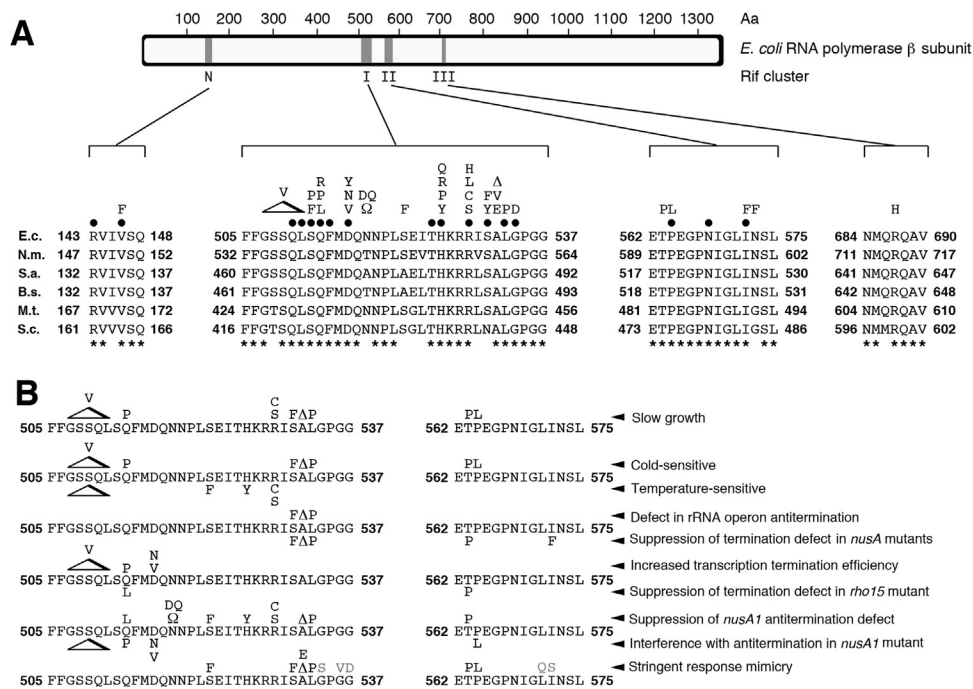 A
100 200 300 400 500 600 700 800 900 1000 1100 1200 1300 Aa
E. coli RNA polymerase β subunit
N I II III Rif cluster
H
Q L Δ
R Y R C V
V PP N DQ P S FV
F FL V Ω F Y YEPD PL FF H
E.c. 143 RVIVSQ 148 505 FFGSSQLSQFMDQNNPLSEITHKRRISALGPGG 537 562 ETPEGPNIGLINSL 575 684 NMQRQAV 690
N.m. 147 RVIVSQ 152 532 FFGSSQLSQFMDQTNPLSEVTHKRRVSALGPGG 564 589 ETPEGPNIGLINSL 602 711 NMQRQAV 717
S.a. 132 RVIVSQ 137 460 FFGSSQLSQFMDQANPLAELTHKRRLSALGPGG 492 517 ETPEGPNIGLINSL 530 641 NMQRQAV 647
B.s. 132 RVIVSQ 137 461 FFGSSQLSQFMDQTNPLAELTHKRRLSALGPGG 493 518 ETPEGPNIGLINSL 531 642 NMQRQAV 648
M.t. 167 RVVVSQ 172 424 FFGTSQLSQFMDQNNPLSGLTHKRRLSALGPGG 456 481 ETPEGPNIGLIGSL 494 604 NMQRQAV 610
S.c. 161 RVVVSQ 166 416 FFGTSQLSQFMDQNNPLSGLTHKRRLNALGPGG 448 473 ETPEGPNIGLIGSL 486 596 NMMRQAV 602
** *** *** ************ *** ***** * ****** *********** ** ** ****
B
V P C S FΔP PL
505 FFGSSQLSQFMDQNNPLSEITHKRRISALGPGG 537 562 ETPEGPNIGLINSL 575 Slow growth
V P FΔP PL Cold-sensitive
505 FFGSSQLSQFMDQNNPLSEITHKRRISALGPGG 537 562 ETPEGPNIGLINSL 575
F Y C S Temperature-sensitive
Defect in rRNA operon antitermination
505 FFGSSQLSQFMDQNNPLSEITHKRRISALGPGG 537 562 ETPEGPNIGLINSL 575
FΔP P F Suppression of termination defect in nusA mutants
V P N V Increased transcription termination efficiency
505 FFGSSQLSQFMDQNNPLSEITHKRRISALGPGG 537 562 ETPEGPNIGLINSL 575
L P Suppression of termination defect in rho15 mutant
L DQ Ω F Y C S ΔP P Suppression of nusA1 antitermination defect
505 FFGSSQLSQFMDQNNPLSEITHKRRISALGPGG 537 562 ETPEGPNIGLINSL 575
P N V L Interference with antitermination in nusA1 mutant
F E FΔP S VD PL QS Stringent response mimicry
505 FFGSSQLSQFMDQNNPLSEITHKRRISALGPGG 537 562 ETPEGPNIGLINSL 575